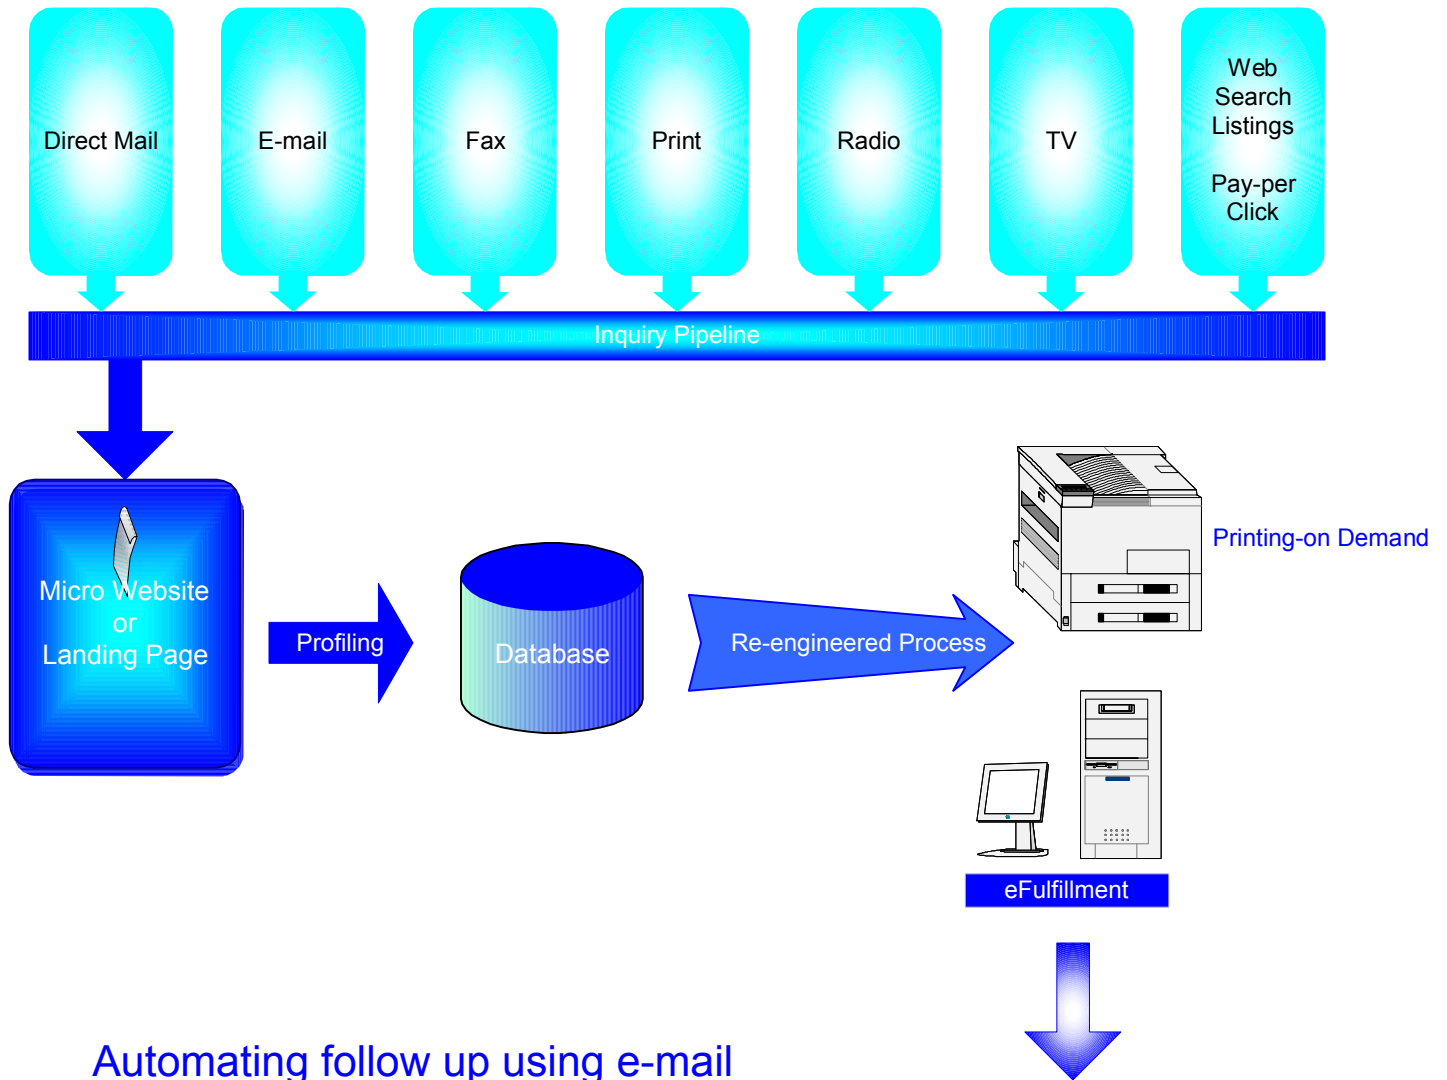 Direct Mail
E-mail
Fax
Print
Radio
TV
Web
Search
Listings
Pay-per
Click
Inquiry Pipeline
Micro Website
or
Landing Page
Profiling
Database
Re-engineered Process
Printing-on Demand
eFulfillment
Automating follow up using e-mail